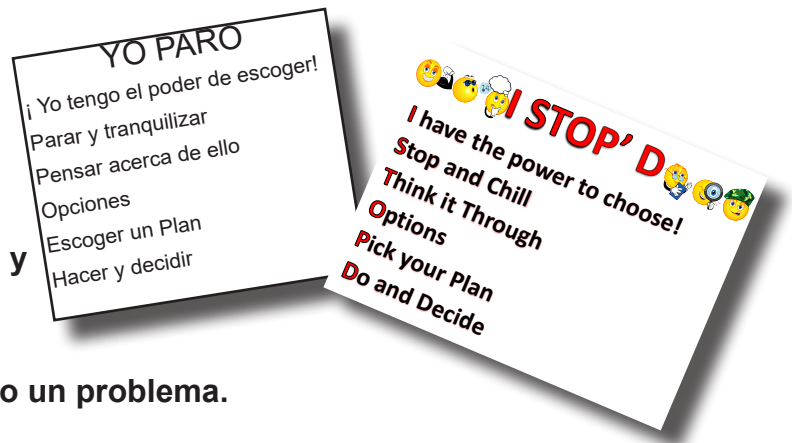 YO PARO
¡ Yo tengo el poder de escoger!
Parar y tranquilizar
Pensar acerca de ello
Opciones
Escoger un Plan
Hacer y decidir
I STOP’ D
I have the power to choose!
Stop and Chill
Think it Through
Options
Pick your Plan
Do and Decide
y
o un problema.